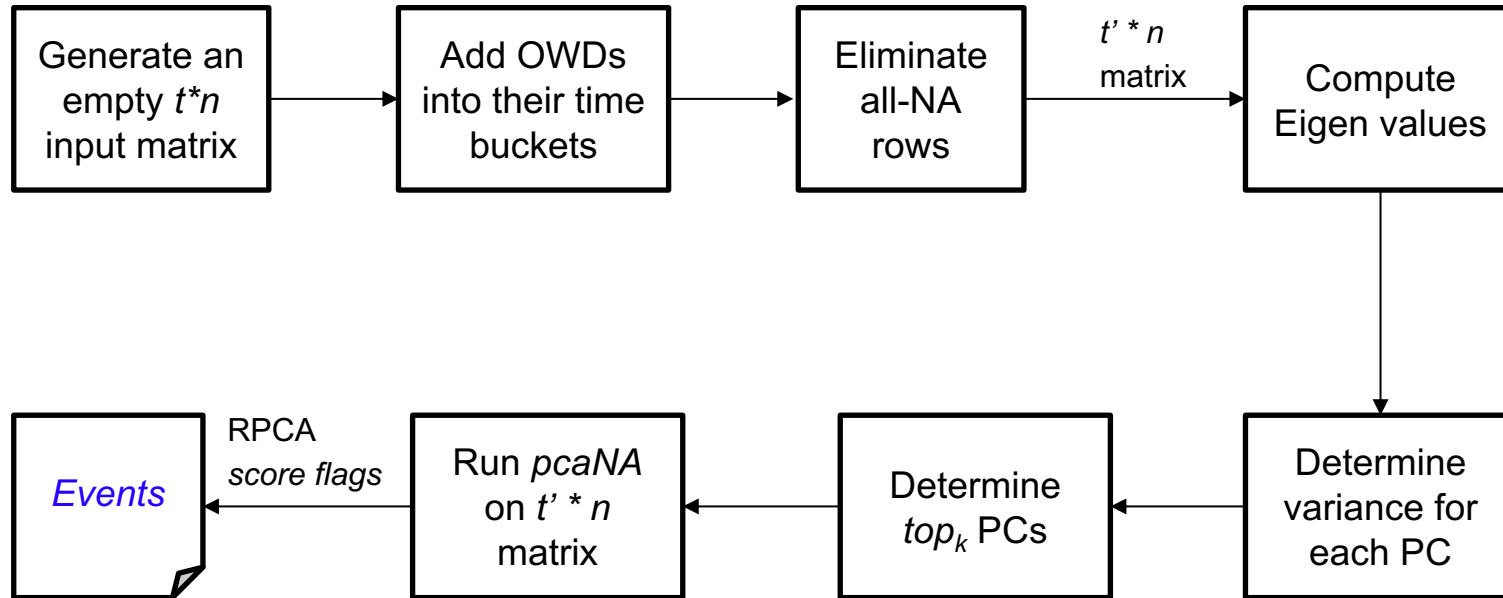 Generate an
empty t*n
input matrix
Add OWDs
into their time
buckets
Eliminate
all-NA
rows
t’ * n
matrix
Compute
Eigen values
Determine
variance for
each PC
Determine
topₖ PCs
Run pcaNA
on t’ * n
matrix
RPCA
score flags
Events